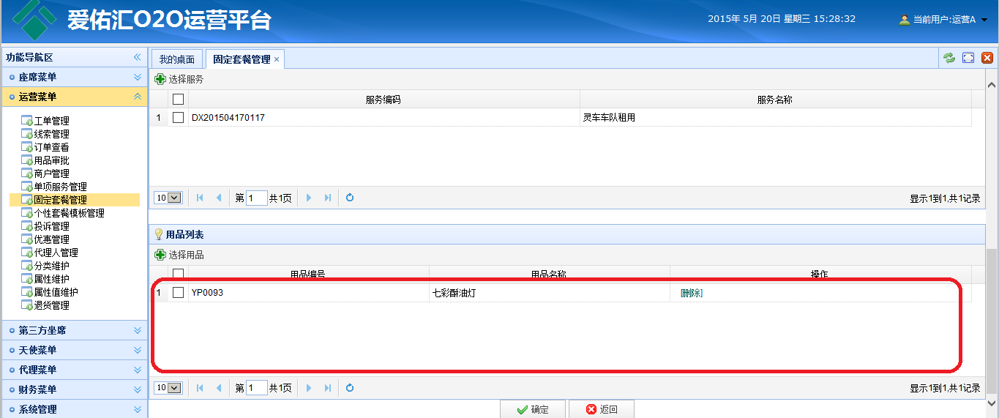 爱佑汇O2O运营平台
2015年 5月 20日 星期三 15:28:32
当前用户:运营A
功能导航区
座席菜单
运营菜单
工单管理
线索管理
订单查看
用品审批
商户管理
单项服务管理
固定套餐管理
个性套餐模板管理
投诉管理
优惠管理
代理人管理
分类维护
属性维护
属性值维护
退货管理
第三方坐席
天使菜单
代理菜单
财务菜单
系统管理
我的桌面 固定套餐管理
选择服务
服务编码 服务名称
1 DX201504170117 灵车车队租用
10 第 1 共1页 显示1到1,共1记录
用品列表
选择用品
用品编号 用品名称 操作
1 YP0093 七彩酥油灯 [删除]
10 第 1 共1页 显示1到1,共1记录
确定 返回